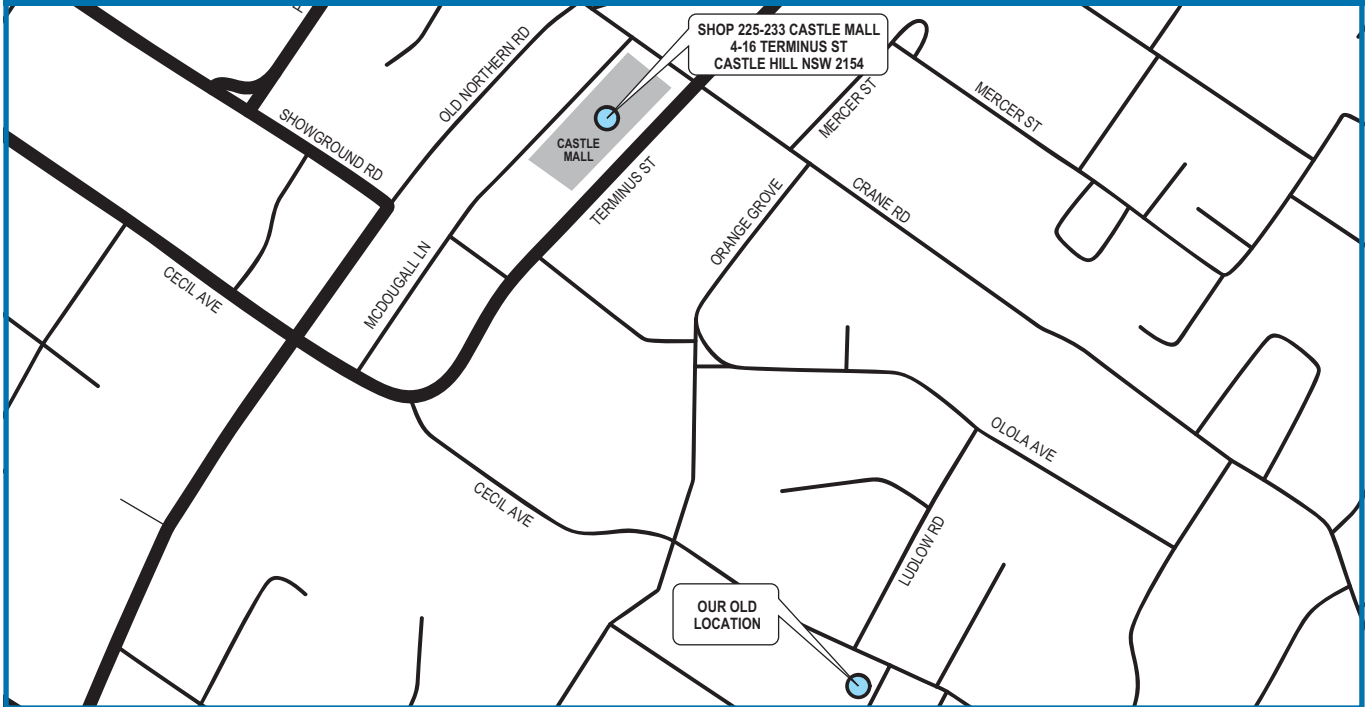 SHOP 225-233 CASTLE MALL
4-16 TERMINUS ST
CASTLE HILL NSW 2154
OLD NORTHERN RD
SHOWGROUND RD
CASTLE
MALL
MERCER ST
MERCER ST
TERMINUS ST
ORANGE GROVE
CRANE RD
MCDOUGALL LN
CECIL AVE
OLOLA AVE
CECIL AVE
LUDLOW RD
OUR OLD
LOCATION